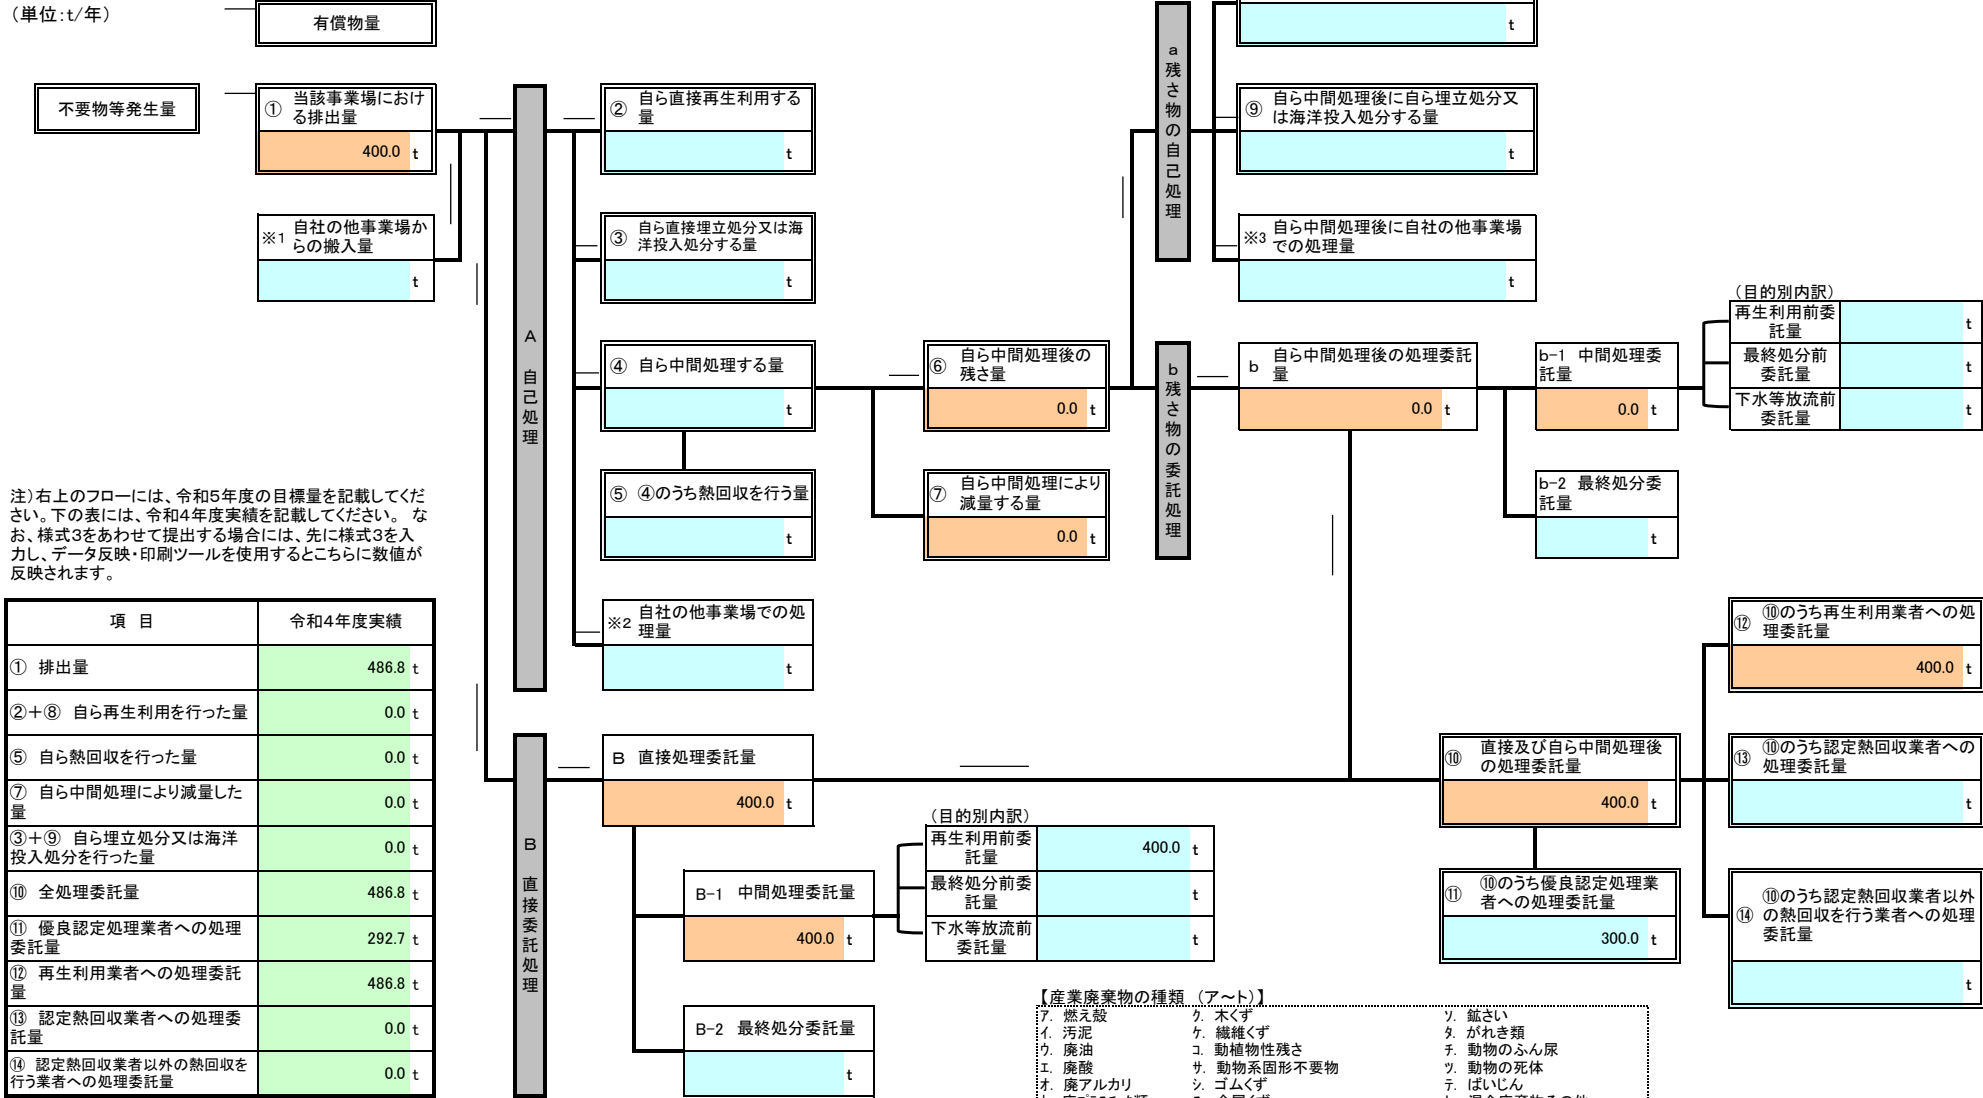 (単位:t/年)
有償物量
不要物等発生量
① 当該事業場におけ
る排出量
400.0 t
※1 自社の他事業場か
らの搬入量
t
A 自己処理
② 自ら直接再生利用する
量
t
③ 自ら直接埋立処分又は海
洋投入処分する量
t
④ 自ら中間処理する量
t
⑤ ④のうち熱回収を行う量
t
※2 自社の他事業場での処
理量
t
⑥ 自ら中間処理後の
残さ量
0.0 t
⑦ 自ら中間処理により
減量する量
0.0 t
a 残さ物の自己処理
t
⑨ 自ら中間処理後に自ら埋立処分又
は海洋投入処分する量
t
※3 自ら中間処理後に自社の他事業場
での処理量
t
b 残さ物の委託処理
b 自ら中間処理後の処理委託
量
0.0 t
b-1 中間処理委
託量
0.0 t
b-2 最終処分委
託量
t
(目的別内訳)
再生利用前委
託量
t
最終処分前
委託量
t
下水等放流前
委託量
t
注)右上のフローには、令和5年度の目標量を記載してくだ
さい。下の表には、令和4年度実績を記載してください。 な
お、様式3をあわせて提出する場合には、先に様式3を入
力し、データ反映・印刷ツールを使用するとこちらに数値が
反映されます。
項 目 令和4年度実績
① 排出量 486.8 t
②+⑧ 自ら再生利用を行った量 0.0 t
⑤ 自ら熱回収を行った量 0.0 t
⑦ 自ら中間処理により減量した
量 0.0 t
③+⑨ 自ら埋立処分又は海洋
投入処分を行った量 0.0 t
⑩ 全処理委託量 486.8 t
⑪ 優良認定処理業者への処理
委託量 292.7 t
⑫ 再生利用業者への処理委託
量 486.8 t
⑬ 認定熱回収業者への処理委
託量 0.0 t
⑭ 認定熱回収業者以外の熱回収を
行う業者への処理委託量 0.0 t
B 直接委託処理
B 直接処理委託量
400.0 t
B-1 中間処理委託量
400.0 t
B-2 最終処分委託量
t
(目的別内訳)
再生利用前委
託量
400.0 t
最終処分前委
託量
t
下水等放流前
委託量
t
⑩ 直接及び自ら中間処理後
の処理委託量
400.0 t
⑪ ⑩のうち優良認定処理業
者への処理委託量
300.0 t
⑫ ⑩のうち再生利用業者への処
理委託量
400.0 t
⑬ ⑩のうち認定熱回収業者への
処理委託量
t
⑭ ⑩のうち認定熱回収業者以外
の熱回収を行う業者への処理
委託量
t
【産業廃棄物の種類 (ア～ト)】
ア. 燃え殻 ク. 木くず ソ. 鉱さい
イ. 汚泥 ケ. 繊維くず タ. がれき類
ウ. 廃油 コ. 動植物性残さ チ. 動物のふん尿
エ. 廃酸 サ. 動物系固形不要物 ツ. 動物の死体
オ. 廃アルカリ シ. ゴムくず テ. ばいじん